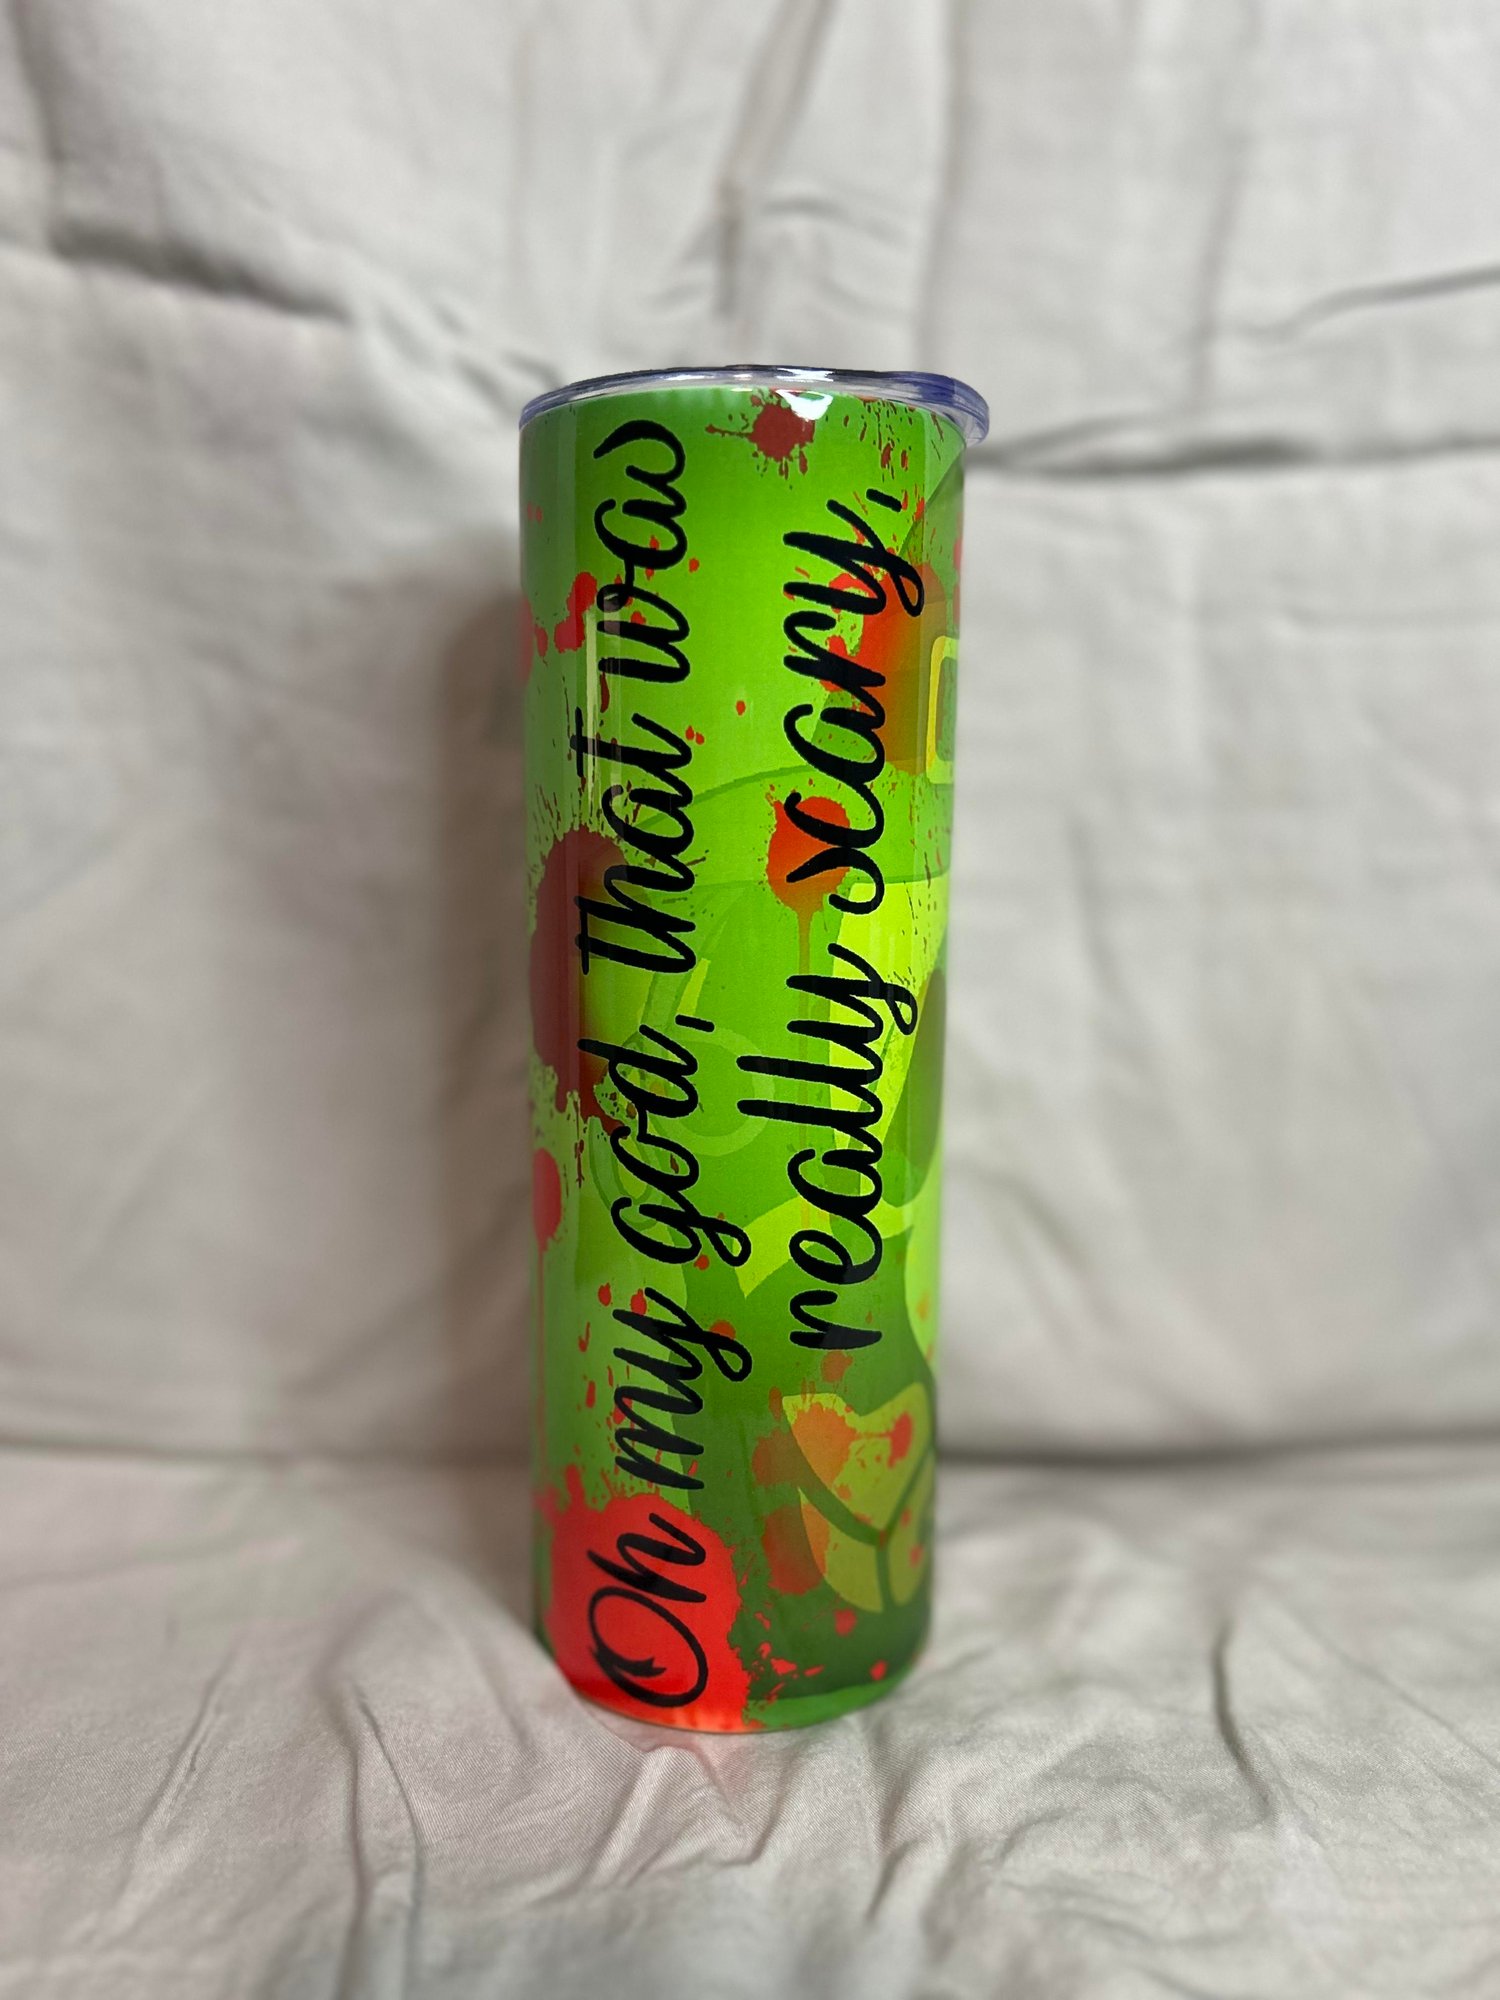 Oh my god, that was
really scary,